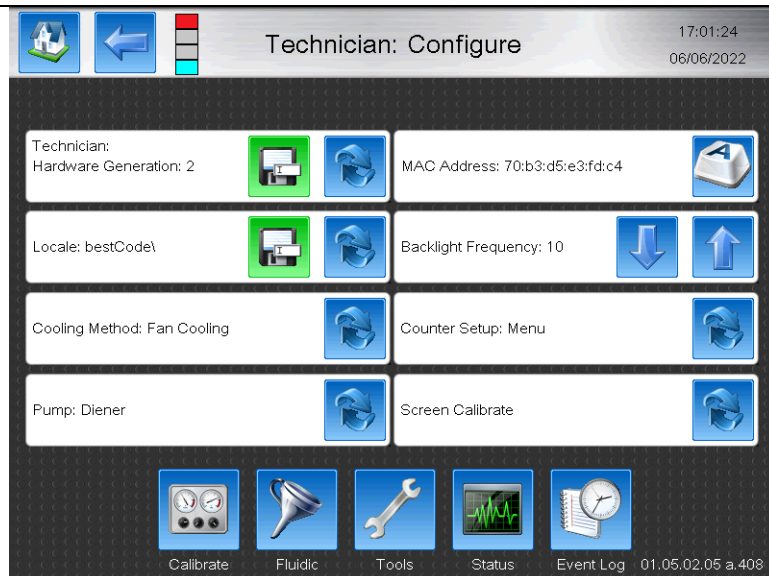 Technician: Configure
17:01:24
06/06/2022
Technician:
Hardware Generation: 2
MAC Address: 70:b3:d5:e3:fd:c4
A
Locale: bestCode\
Backlight Frequency: 10
Cooling Method: Fan Cooling
Counter Setup: Menu
Pump: Diener
Screen Calibrate
Calibrate
Fluidic
Tools
Status
Event Log
01.05.02.05 a.408